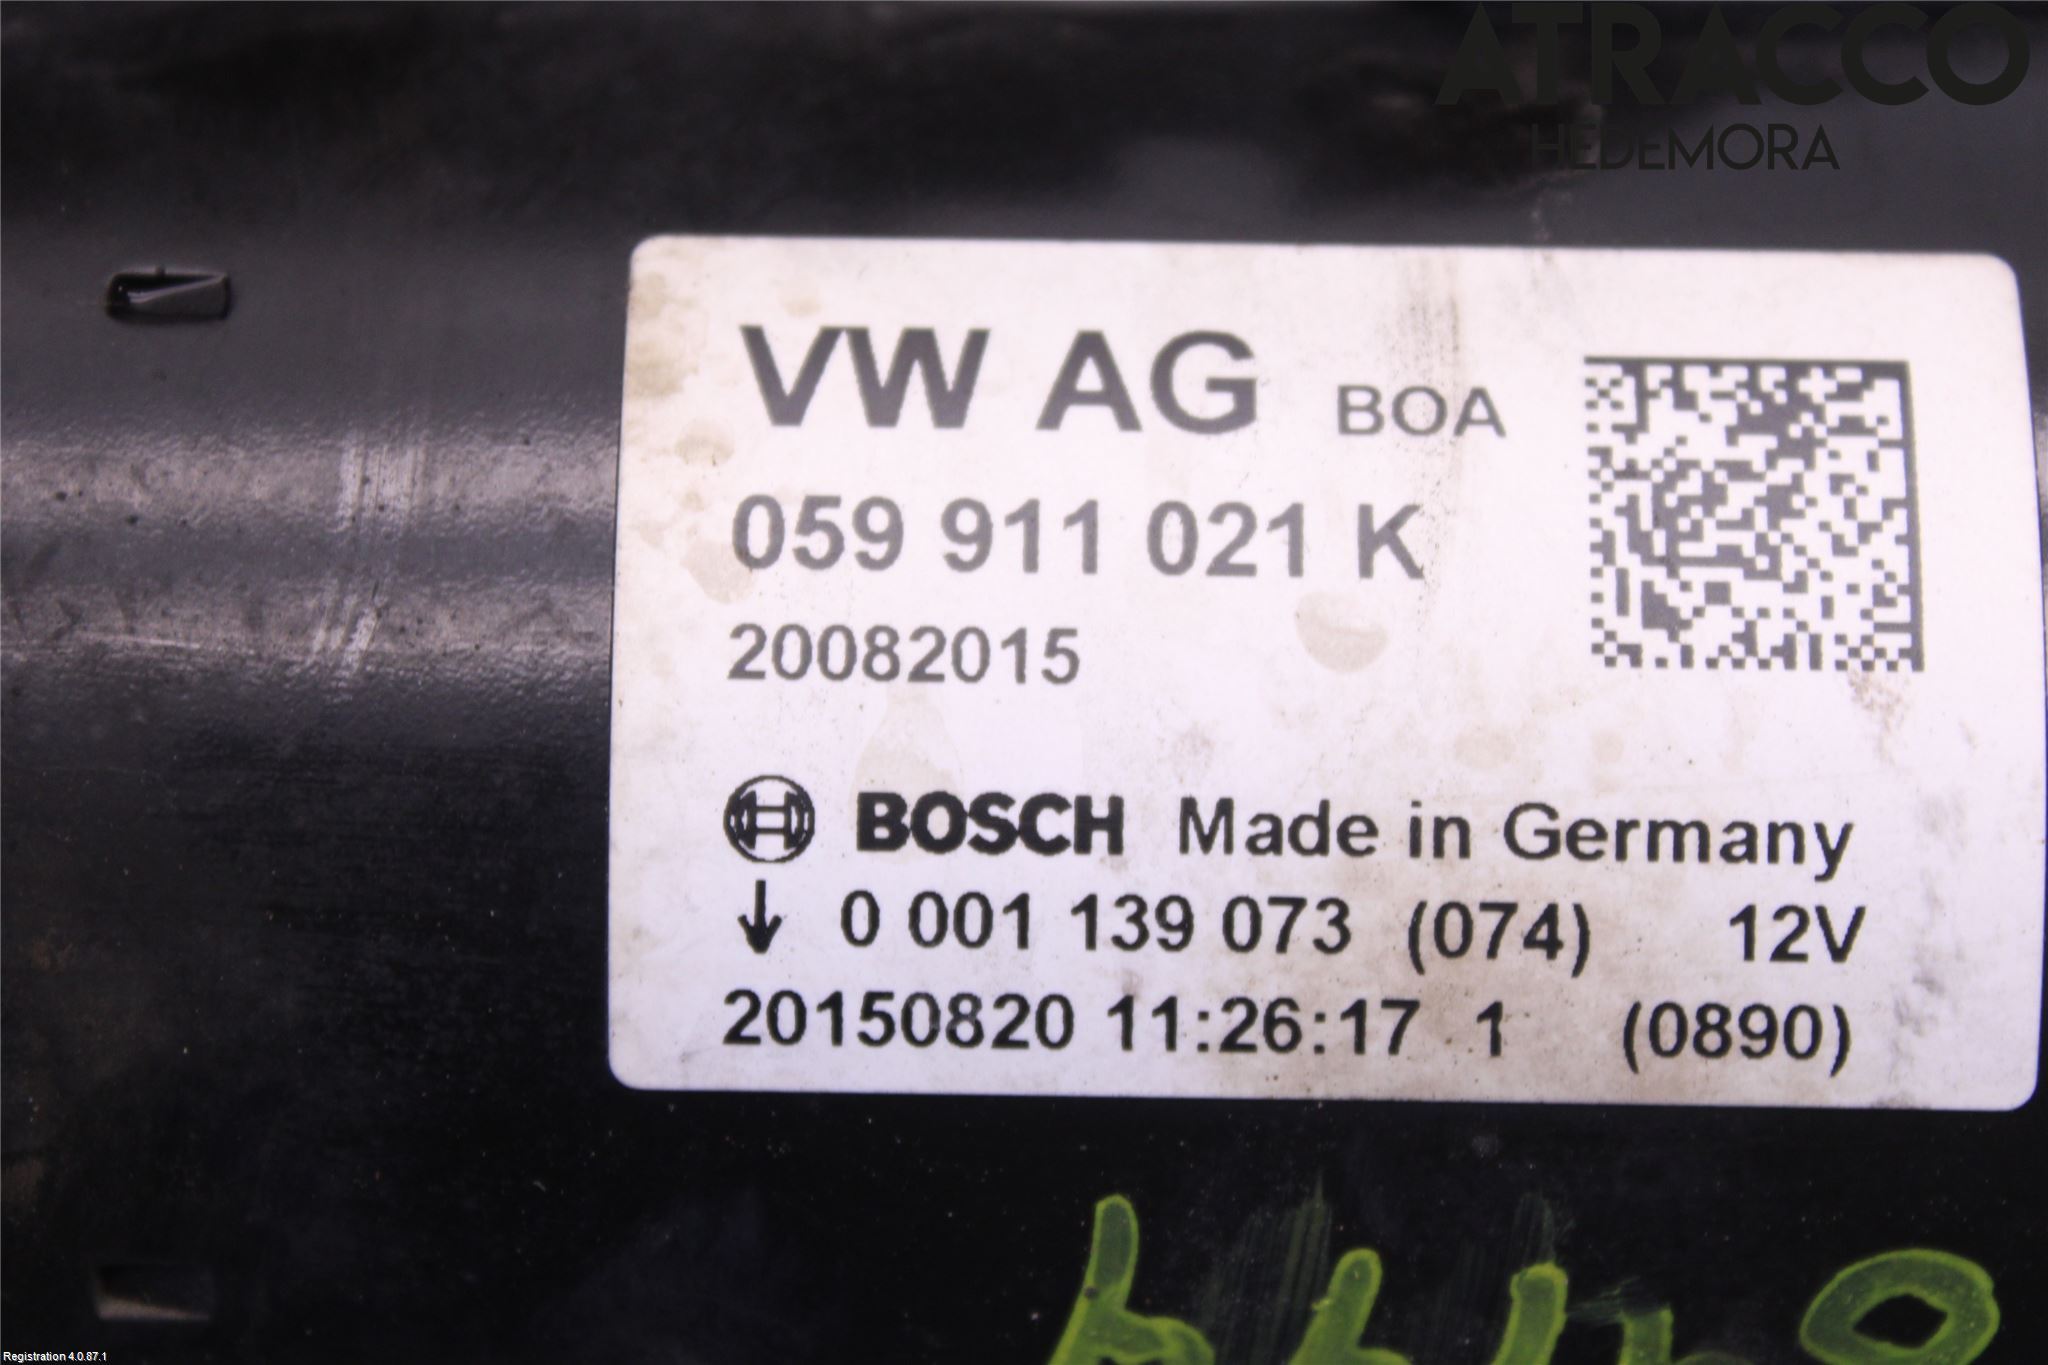 ATRACCO
HEDEMORA
VW AG BOA
059 911 021 K
20082015
BOSCH Made in Germany
↓ 0 001 139 073 (074) 12V
20150820 11:26:17 1 (0890)
Registration 4.0.87.1